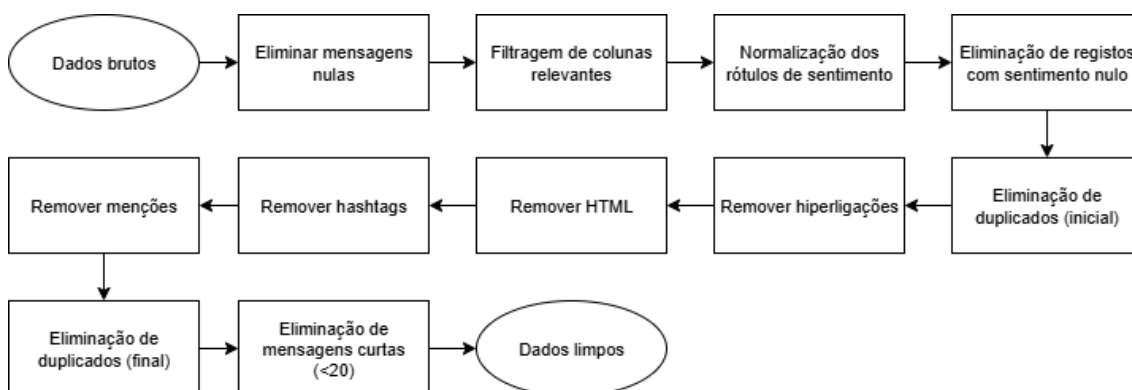 Dados brutos
Eliminar mensagens
nulas
Filtragem de colunas
relevantes
Normalização dos
rótulos de sentimento
Eliminação de registos
com sentimento nulo
Eliminação de
duplicados (inicial)
Remover hiperligações
Remover HTML
Remover hashtags
Remover menções
Eliminação de
duplicados (final)
Eliminação de
mensagens curtas
(<20)
Dados limpos